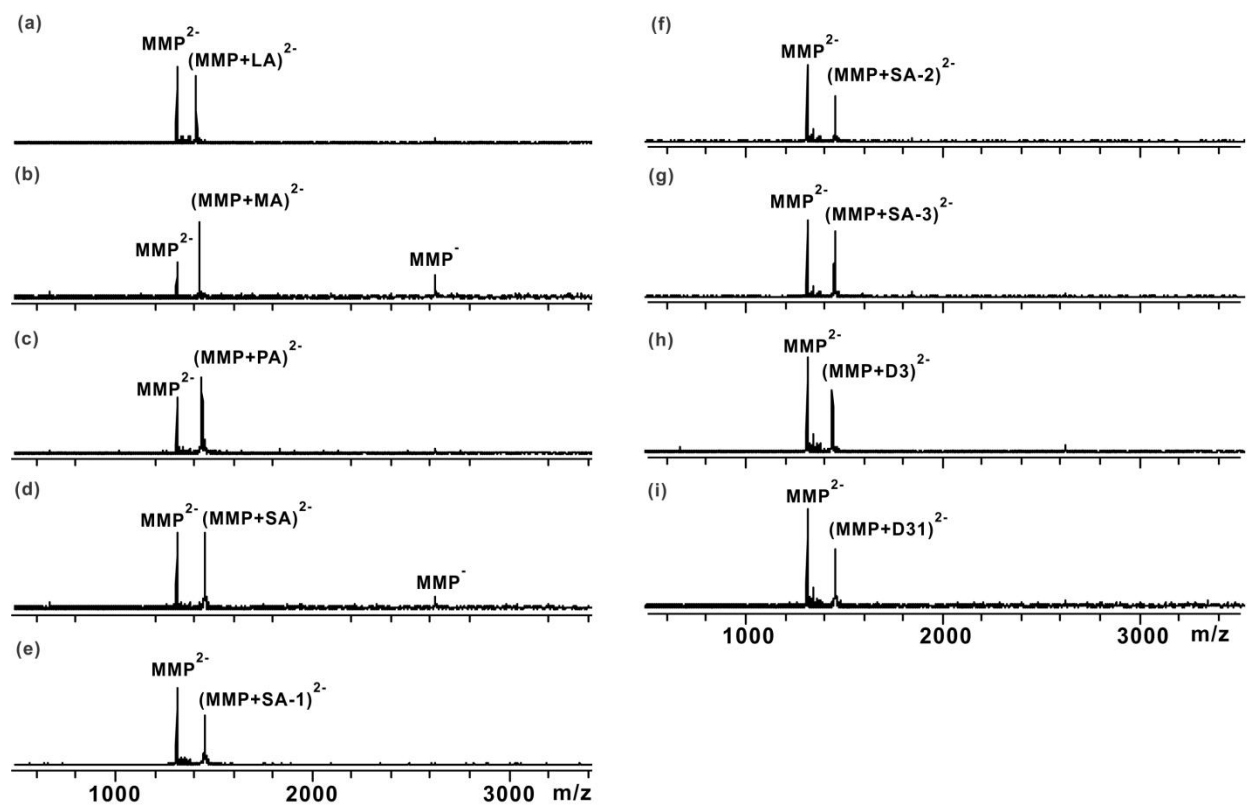 (a)
MMP2-
(MMP+LA)2-
(b)
(MMP+MA)2-
MMP2-
MMP-
(c)
(MMP+PA)2-
MMP2-
(d)
MMP2- (MMP+SA)2-
MMP-
(e)
MMP2-
(MMP+SA-1)2-
1000 2000 3000 m/z
(f)
MMP2-
(MMP+SA-2)2-
(g)
MMP2-
(MMP+SA-3)2-
(h)
MMP2-
(MMP+D3)2-
(i)
MMP2-
(MMP+D31)2-
1000 2000 3000 m/z